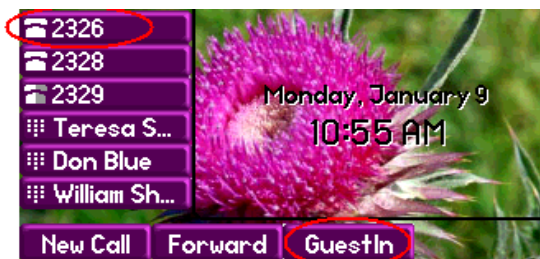 2326
2328
2329
Teresa S...
Don Blue
William Sh...
Monday, January 9
10:55 AM
New Call Forward GuestIn